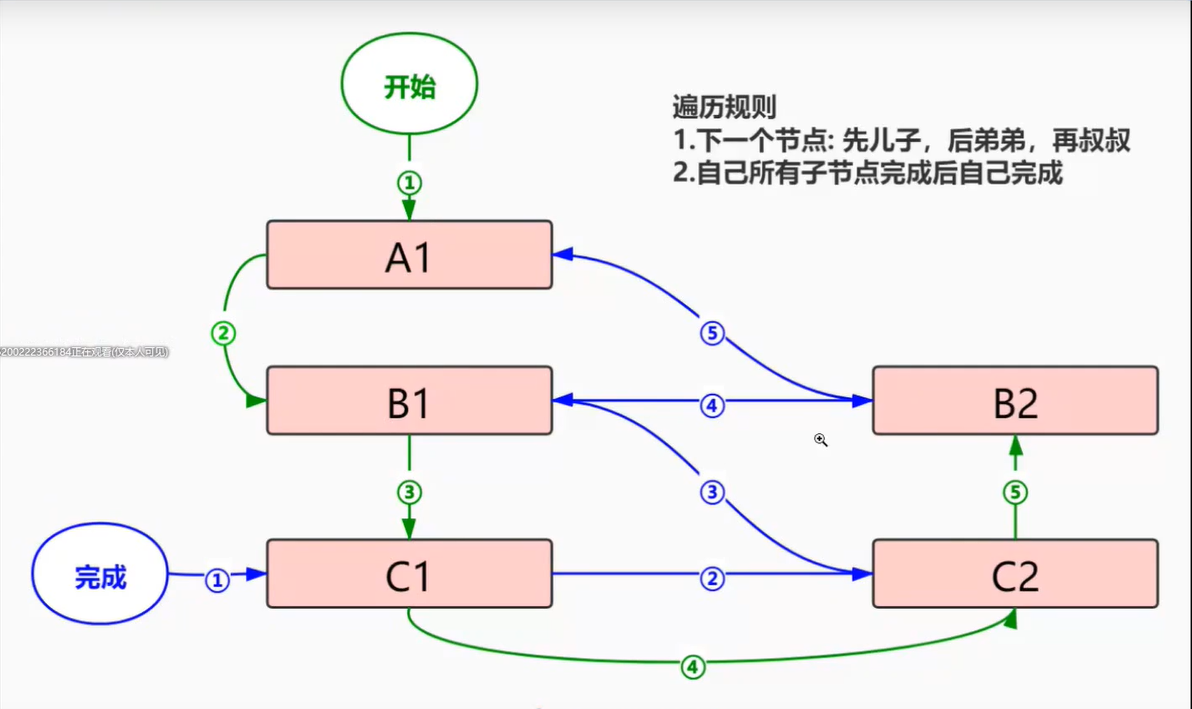 开始
遍历规则
1.下一个节点: 先儿子，后弟弟，再叔叔
2.自己所有子节点完成后自己完成
①
A1
②
⑤
200222366184正在观看(仅本人可见)
B1
④
B2
③
③
⑤
完成
①
C1
②
C2
④